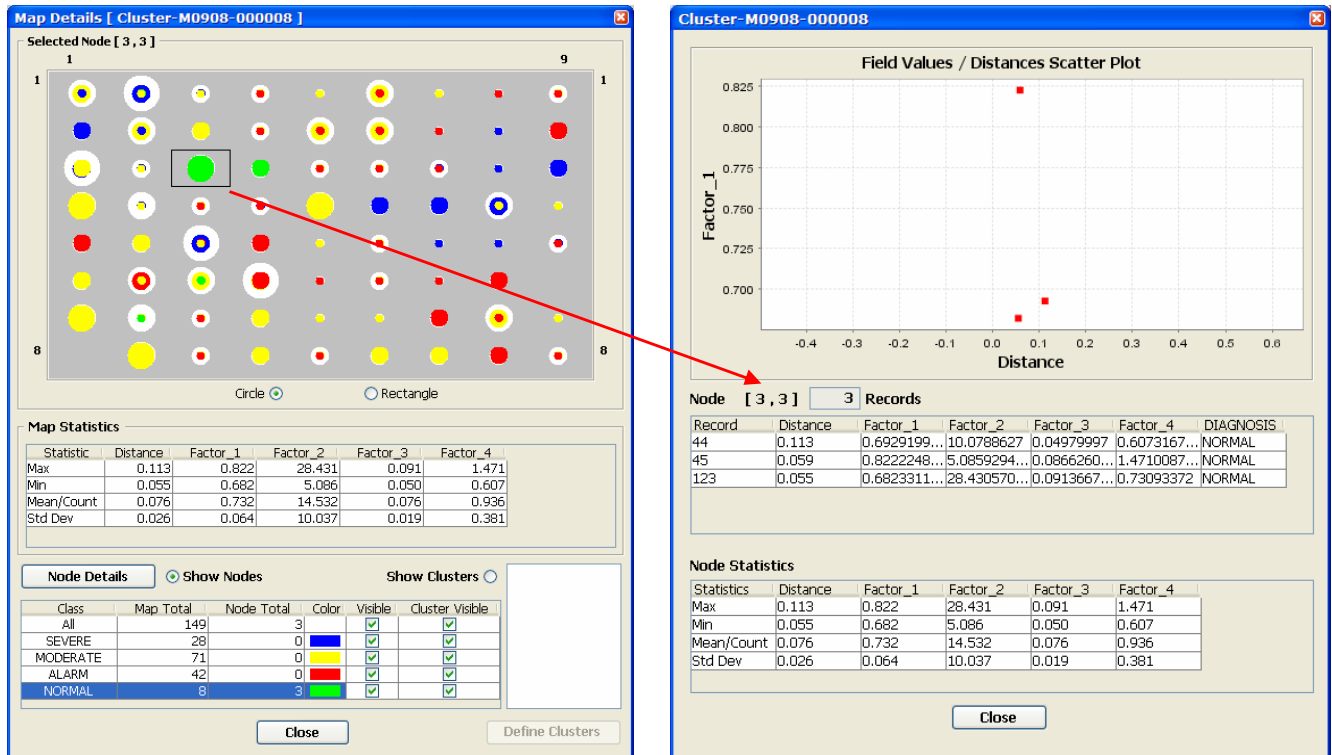 Map Details [ Cluster-M0908-000008 ]
Selected Node [ 3 , 3 ]
1 9
1 1
8 8
Circle Rectangle
Map Statistics
Statistic Distance Factor_1 Factor_2 Factor_3 Factor_4
Max 0.113 0.822 28.431 0.091 1.471
Min 0.055 0.682 5.086 0.050 0.607
Mean/Count 0.076 0.732 14.532 0.076 0.936
Std Dev 0.026 0.064 10.037 0.019 0.381
Node Details Show Nodes Show Clusters
Class Map Total Node Total Color Visible Cluster Visible
All 149 3
SEVERE 28 0
MODERATE 71 0
ALARM 42 0
NORMAL 8 3
Close Define Clusters
Cluster-M0908-000008
Field Values / Distances Scatter Plot
0.825
0.800
0.775
0.750
0.725
0.700
Factor_1
-0.4 -0.3 -0.2 -0.1 0.0 0.1 0.2 0.3 0.4 0.5 0.6
Distance
Node [ 3 , 3 ] 3 Records
Record Distance Factor_1 Factor_2 Factor_3 Factor_4 DIAGNOSIS
44 0.113 0.6929199... 10.0788627 0.04979997 0.6073167... NORMAL
45 0.059 0.8222248... 5.0859294... 0.0866260... 1.4710087... NORMAL
123 0.055 0.6823311... 28.430570... 0.0913667... 0.73093372 NORMAL
Node Statistics
Statistics Distance Factor_1 Factor_2 Factor_3 Factor_4
Max 0.113 0.822 28.431 0.091 1.471
Min 0.055 0.682 5.086 0.050 0.607
Mean/Count 0.076 0.732 14.532 0.076 0.936
Std Dev 0.026 0.064 10.037 0.019 0.381
Close